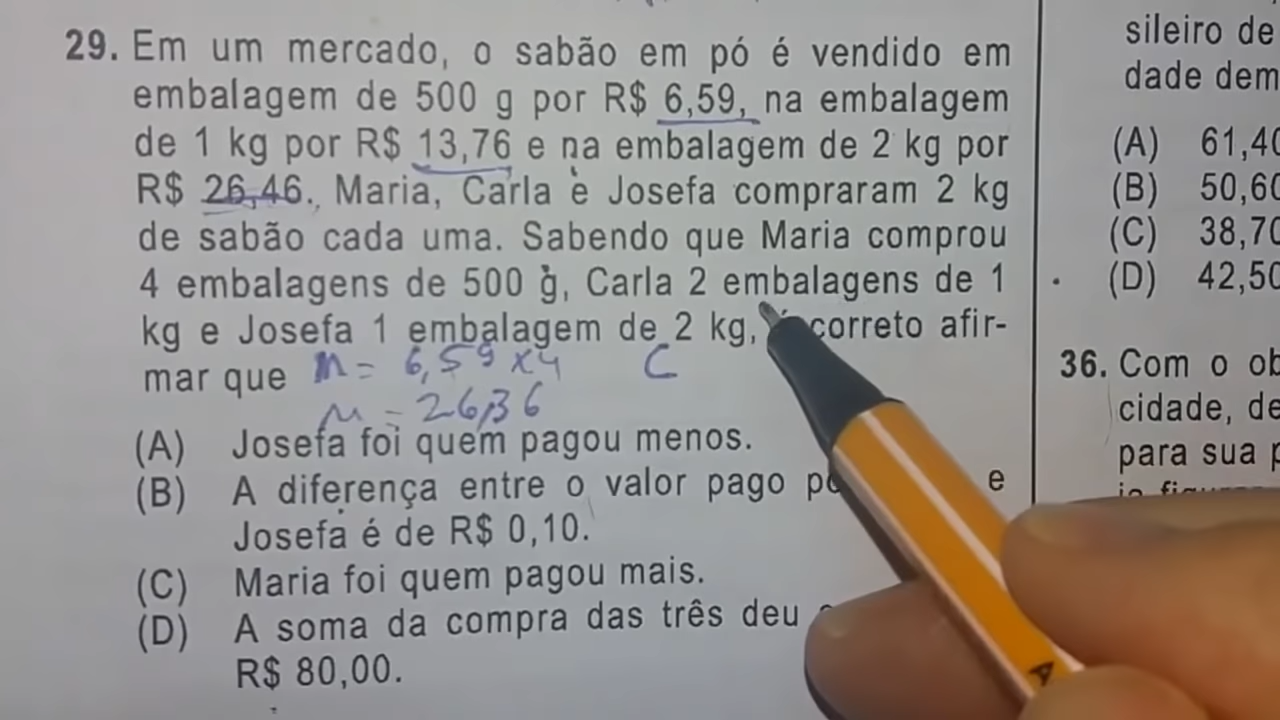 29. Em um mercado, o sabão em pó é vendido em
embalagem de 500 g por R$ 6,59, na embalagem
de 1 kg por R$ 13,76 e na embalagem de 2 kg por
R$ 26,46. Maria, Carla e Josefa compraram 2 kg
de sabão cada uma. Sabendo que Maria comprou
4 embalagens de 500 g, Carla 2 embalagens de 1
kg e Josefa 1 embalagem de 2 kg, correto afir-
mar que M = 6,59 x 4 C
M = 26,36
(A) Josefa foi quem pagou menos.
(B) A diferença entre o valor pago e
Josefa é de R$ 0,10.
(C) Maria foi quem pagou mais.
(D) A soma da compra das três deu
R$ 80,00.
sileiro de
dade dem
(A) 61,40
(B) 50,60
(C) 38,70
(D) 42,50
36. Com o ob
cidade, de
para sua p